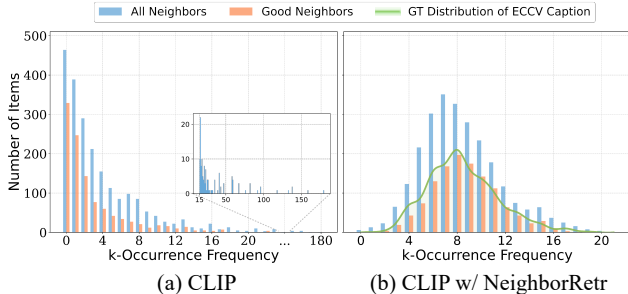 All Neighbors Good Neighbors GT Distribution of ECCV Caption
Number of Items
500
400
300
200
100
0
20
10
0
15 50 100 150
0 4 8 12 16 20 ... 180
k-Occurrence Frequency
0 4 8 12 16 20
k-Occurrence Frequency
(a) CLIP
(b) CLIP w/ NeighborRetr